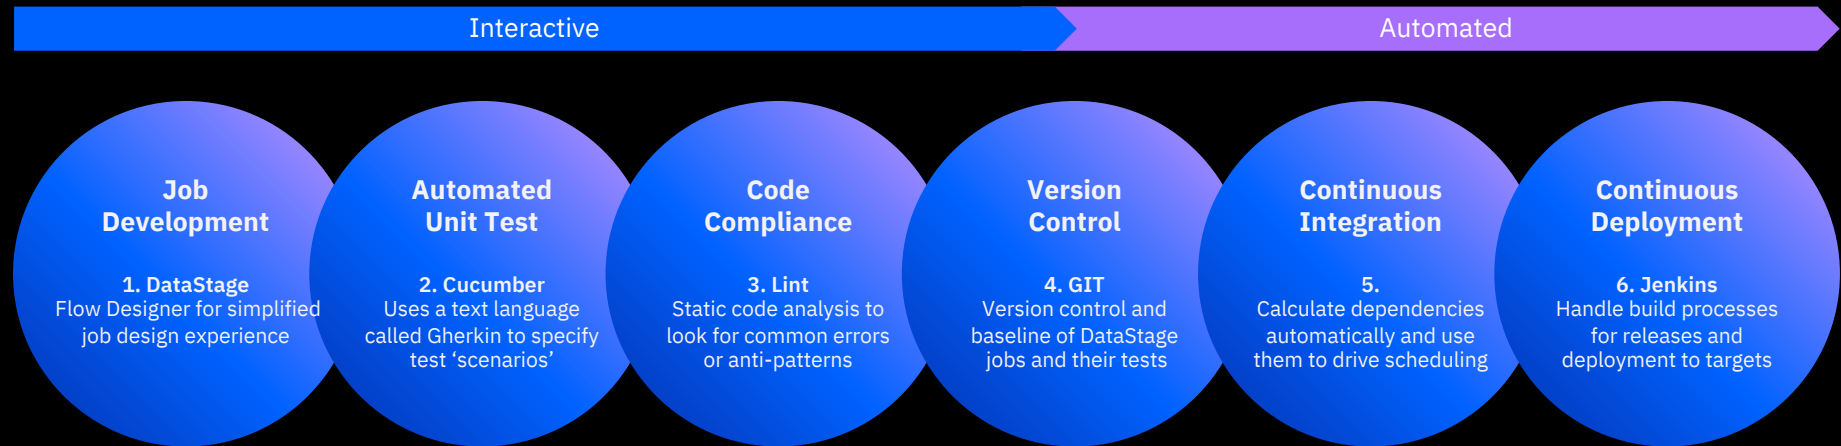 Interactive
Automated
Job
Development
1. DataStage
Flow Designer for simplified
job design experience
Automated
Unit Test
2. Cucumber
Uses a text language
called Gherkin to specify
test ‘scenarios’
Code
Compliance
3. Lint
Static code analysis to
look for common errors
or anti-patterns
Version
Control
4. GIT
Version control and
baseline of DataStage
jobs and their tests
Continuous
Integration
5.
Calculate dependencies
automatically and use
them to drive scheduling
Continuous
Deployment
6. Jenkins
Handle build processes
for releases and
deployment to targets